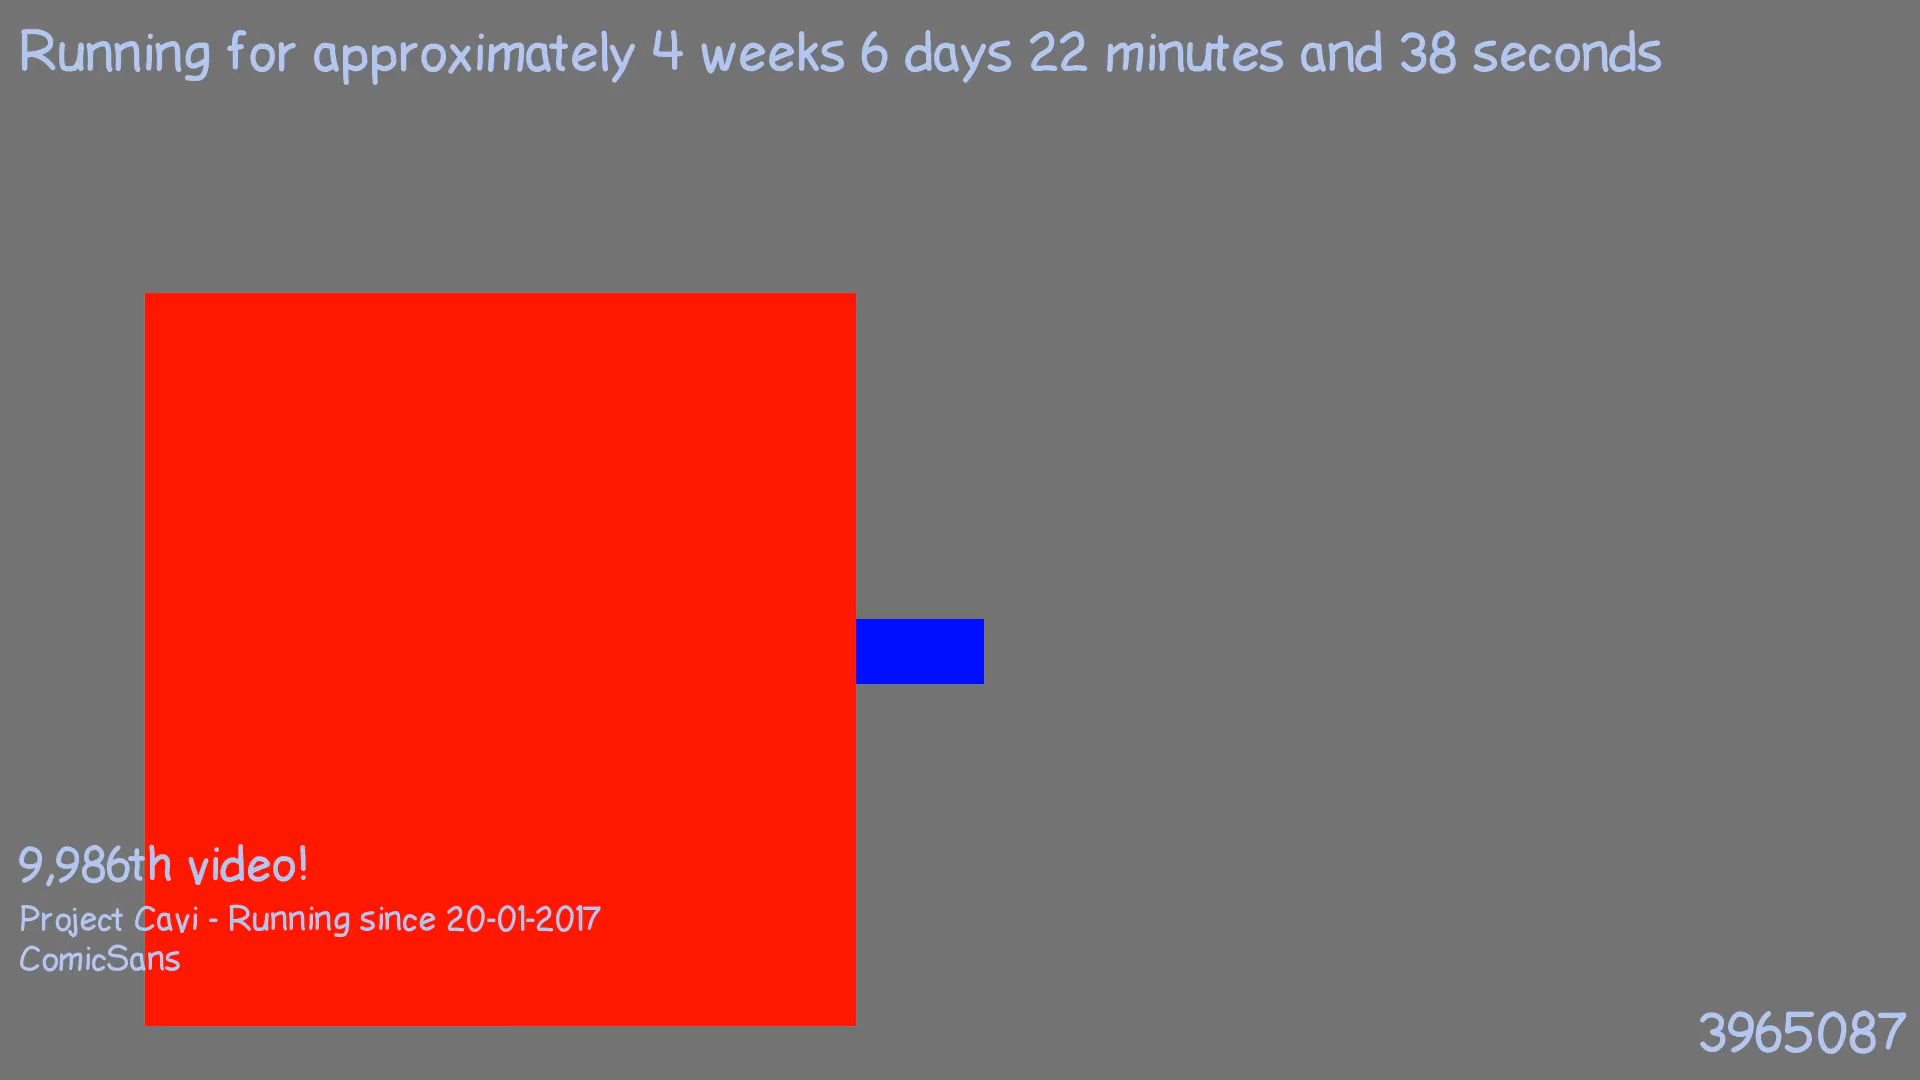 Running for approximately 4 weeks 6 days 22 minutes and 38 seconds
9,986th video!
Project Cavi - Running since 20-01-2017
ComicSans
3965087